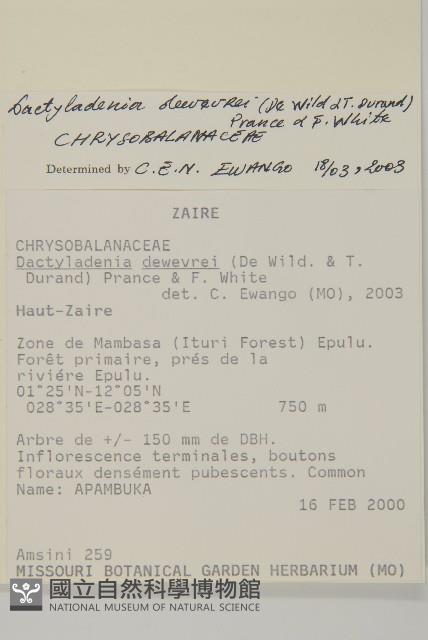 Dactyladenia dewevrei (De Wild & T. Durand)
Prance & F. White
CHRYSOBALANACEAE
Determined by C.E.N. EWANGO 18/03, 2003
ZAIRE
CHRYSOBALANACEAE
Dactyladenia dewevrei (De Wild. & T.
Durand) Prance & F. White
det. C. Ewango (MO), 2003
Haut-Zaire
Zone de Mambasa (Ituri Forest) Epulu.
Forêt primaire, prés de la
riviére Epulu.
01°25'N-12°05'N
028°35'E-028°35'E 750 m
Arbre de +/- 150 mm de DBH.
Inflorescence terminales, boutons
floraux densément pubescents. Common
Name: APAMBUKA
16 FEB 2000
Amsini 259
MISSOURI BOTANICAL GARDEN HERBARIUM (MO)
國立自然科學博物館
NATIONAL MUSEUM OF NATURAL SCIENCE